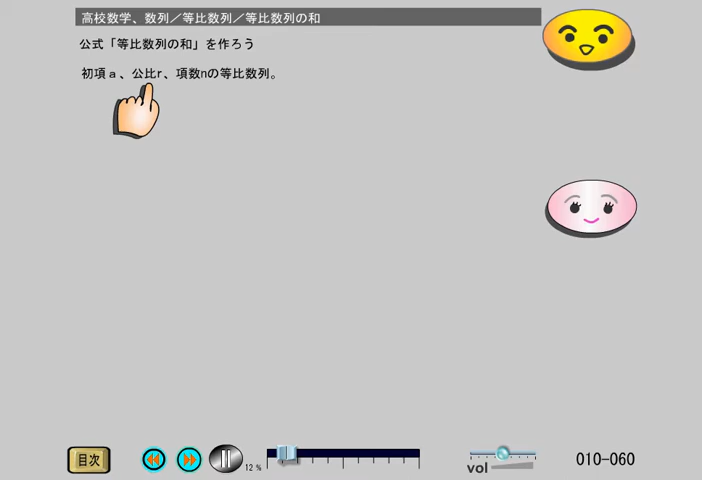 高校数学、数列／等比数列／等比数列の和
公式「等比数列の和」を作ろう
初項ａ、公比r、項数nの等比数列。
目次
12 %
vol
010-060